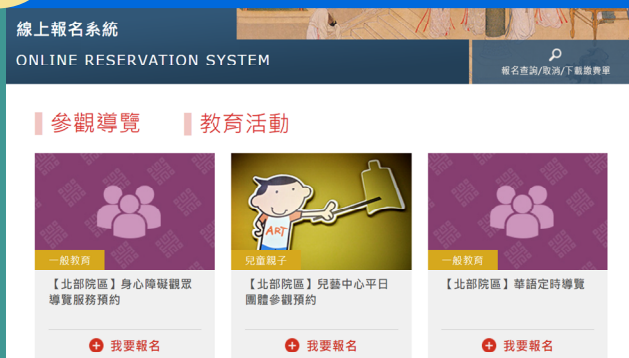 線上報名系統
ONLINE RESERVATION SYSTEM
報名查詢/取消/下載繳費單
參觀導覽
教育活動
一般教育
【北部院區】身心障礙觀眾
導覽服務預約
我要報名
ART
兒童親子
【北部院區】兒藝中心平日
團體參觀預約
我要報名
一般教育
【北部院區】華語定時導覽
我要報名